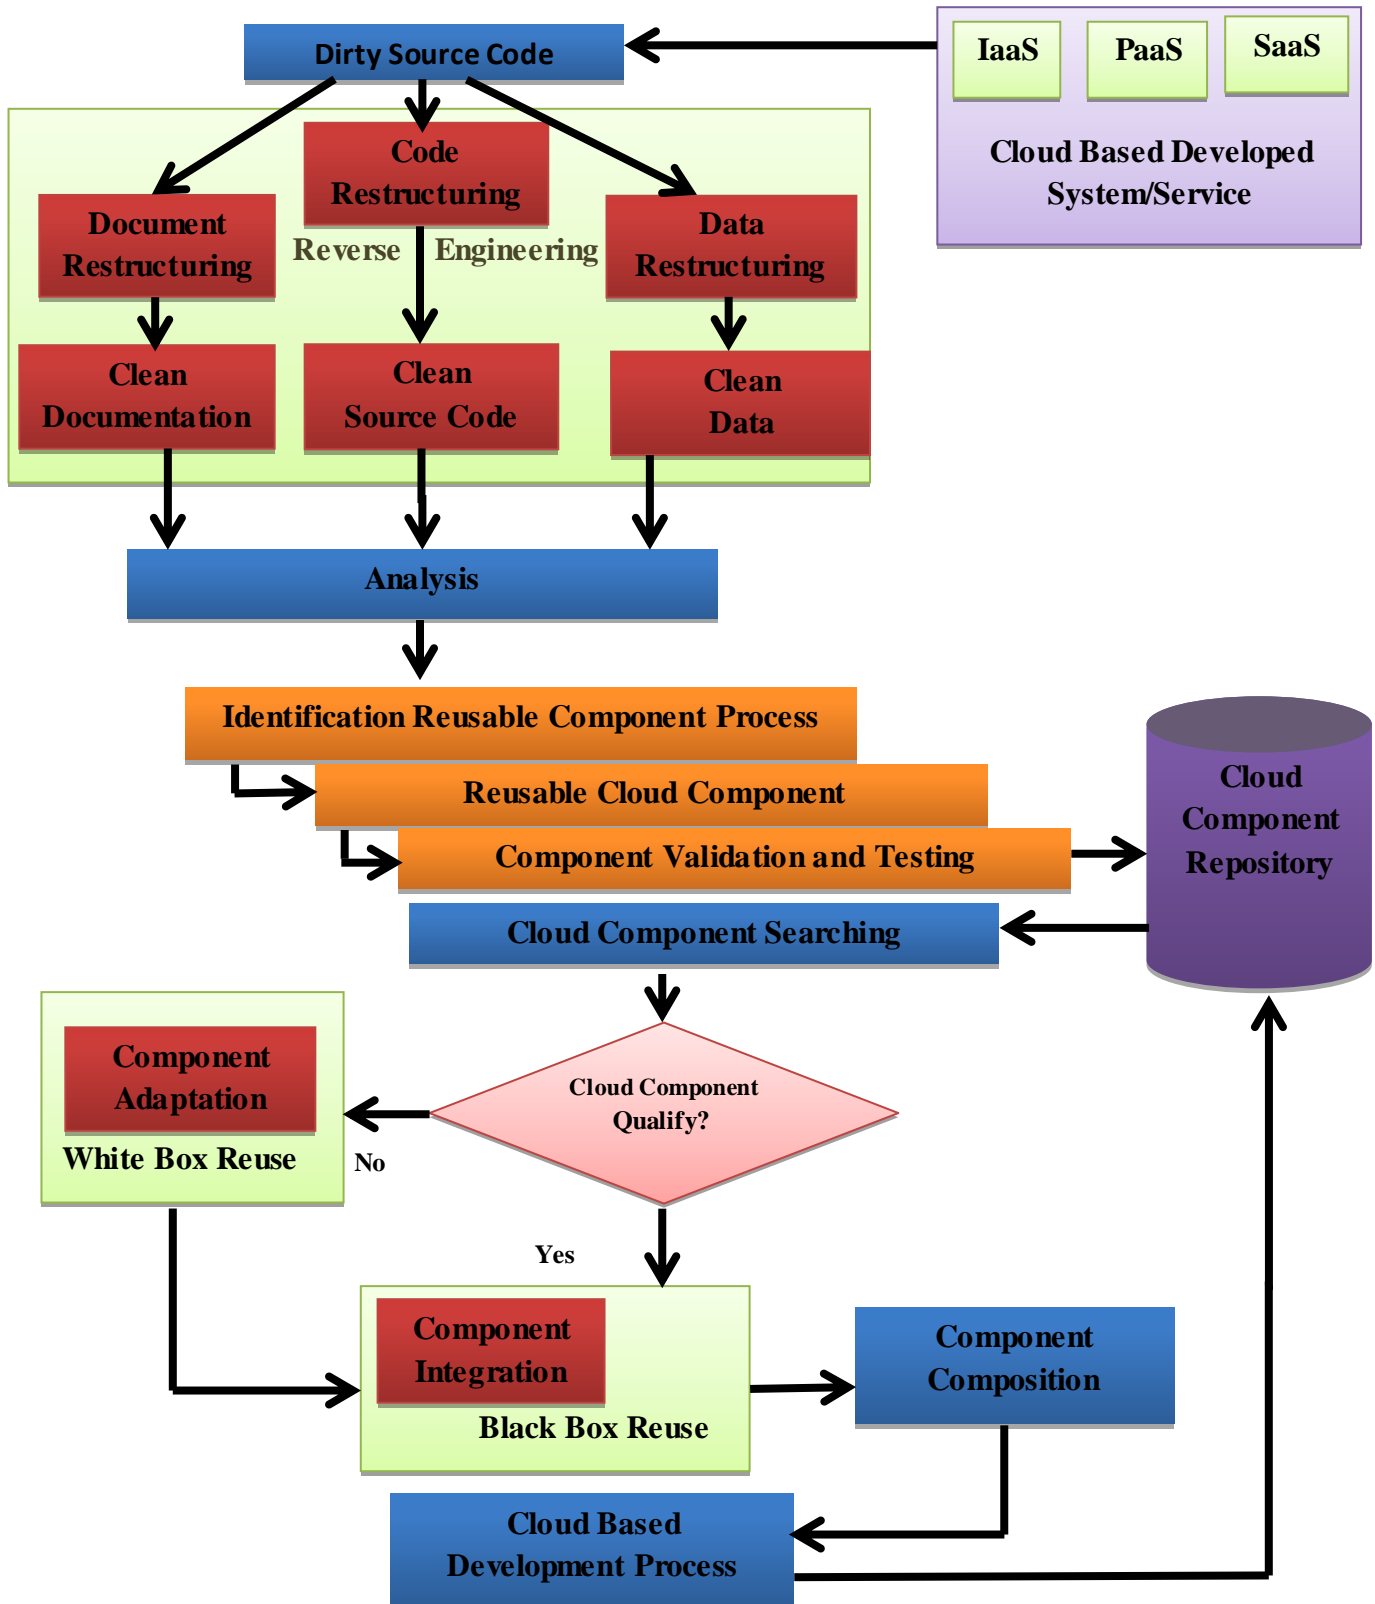 Dirty Source Code
IaaS
PaaS
SaaS
Cloud Based Developed
System/Service
Code
Restructuring
Document
Restructuring
Reverse Engineering
Data
Restructuring
Clean
Documentation
Clean
Source Code
Clean
Data
Analysis
Identification Reusable Component Process
Reusable Cloud Component
Component Validation and Testing
Cloud
Component
Repository
Cloud Component Searching
Component
Adaptation
White Box Reuse
Cloud Component
Qualify?
No
Yes
Component
Integration
Black Box Reuse
Component
Composition
Cloud Based
Development Process